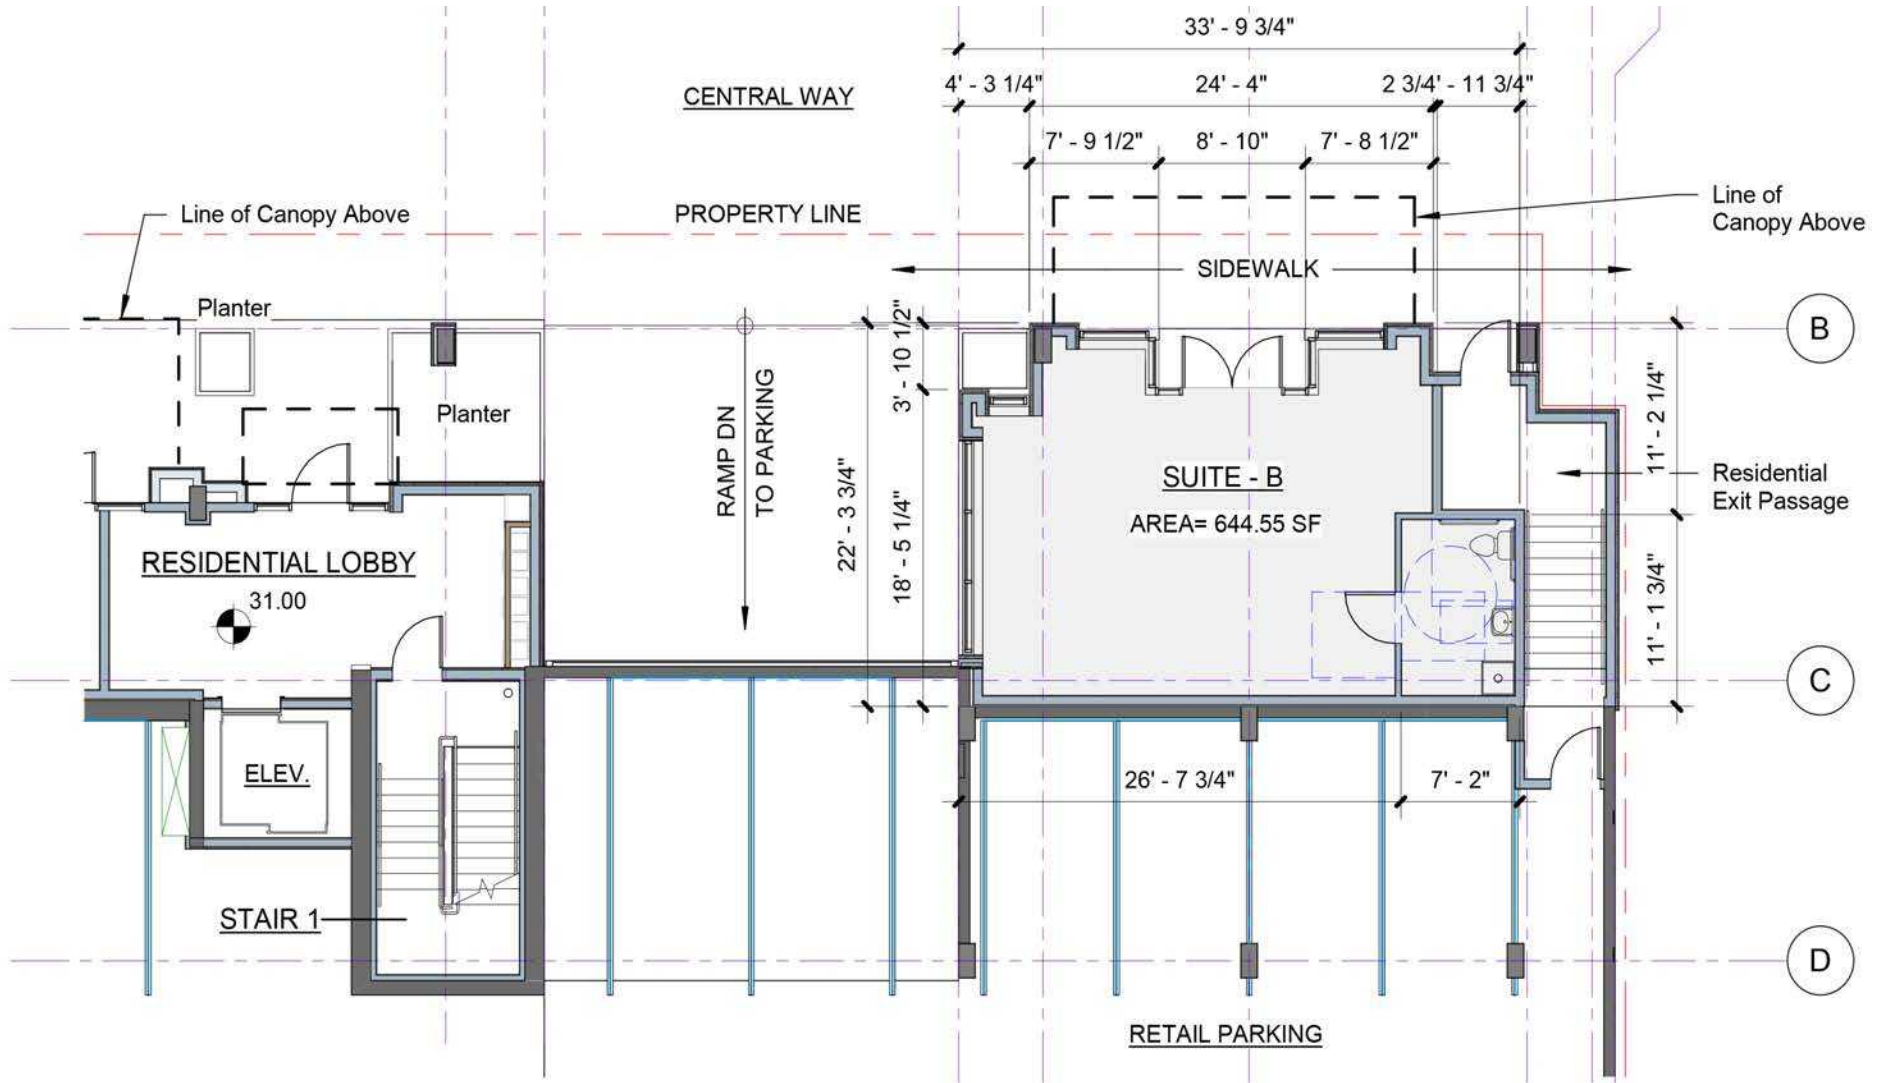 33' - 9 3/4"
4' - 3 1/4"
24' - 4"
2 3/4"
4' - 11 3/4"
CENTRAL WAY
7' - 9 1/2"
8' - 10"
7' - 8 1/2"
Line of Canopy Above
PROPERTY LINE
Line of
Canopy Above
SIDEWALK
Planter
B
3' - 10 1/2"
RAMP DN
TO PARKING
Planter
22' - 3 3/4"
18' - 5 1/4"
SUITE - B
AREA= 644.55 SF
11' - 2 1/4"
Residential
Exit Passage
RESIDENTIAL LOBBY
31.00
11' - 1 3/4"
C
ELEV.
26' - 7 3/4"
7' - 2"
STAIR 1
D
RETAIL PARKING